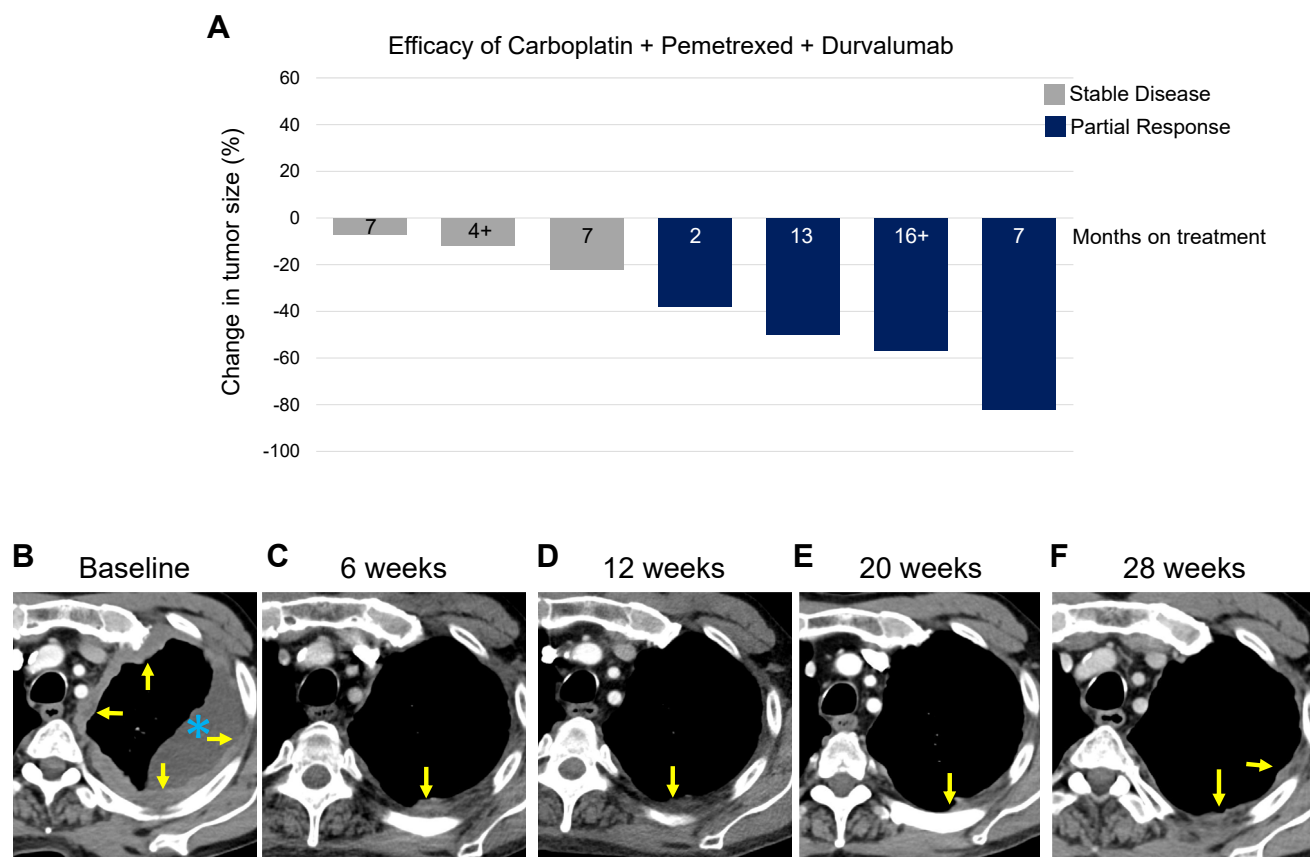 A
Efficacy of Carboplatin + Pemetrexed + Durvalumab
Change in tumor size (%)
60
40
20
0
-20
-40
-60
-80
-100
Stable Disease
Partial Response
7
4+
7
2
13
16+
7
Months on treatment
B
Baseline
C
6 weeks
D
12 weeks
E
20 weeks
F
28 weeks
*